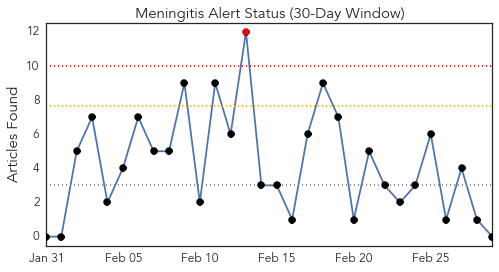 Meningitis Alert Status (30-Day Window)
Articles Found
12
10
8
6
4
2
0
Jan 31 Feb 05 Feb 10 Feb 15 Feb 20 Feb 25